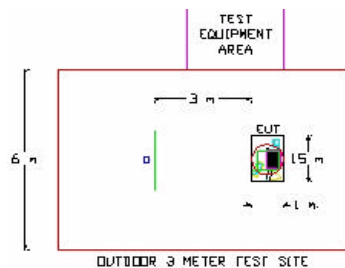 TEST
EQUIPMENT
AREA
3 m
EUT
6 m
1.5 m
1 m
OUTDOOR 3 METER TEST SITE